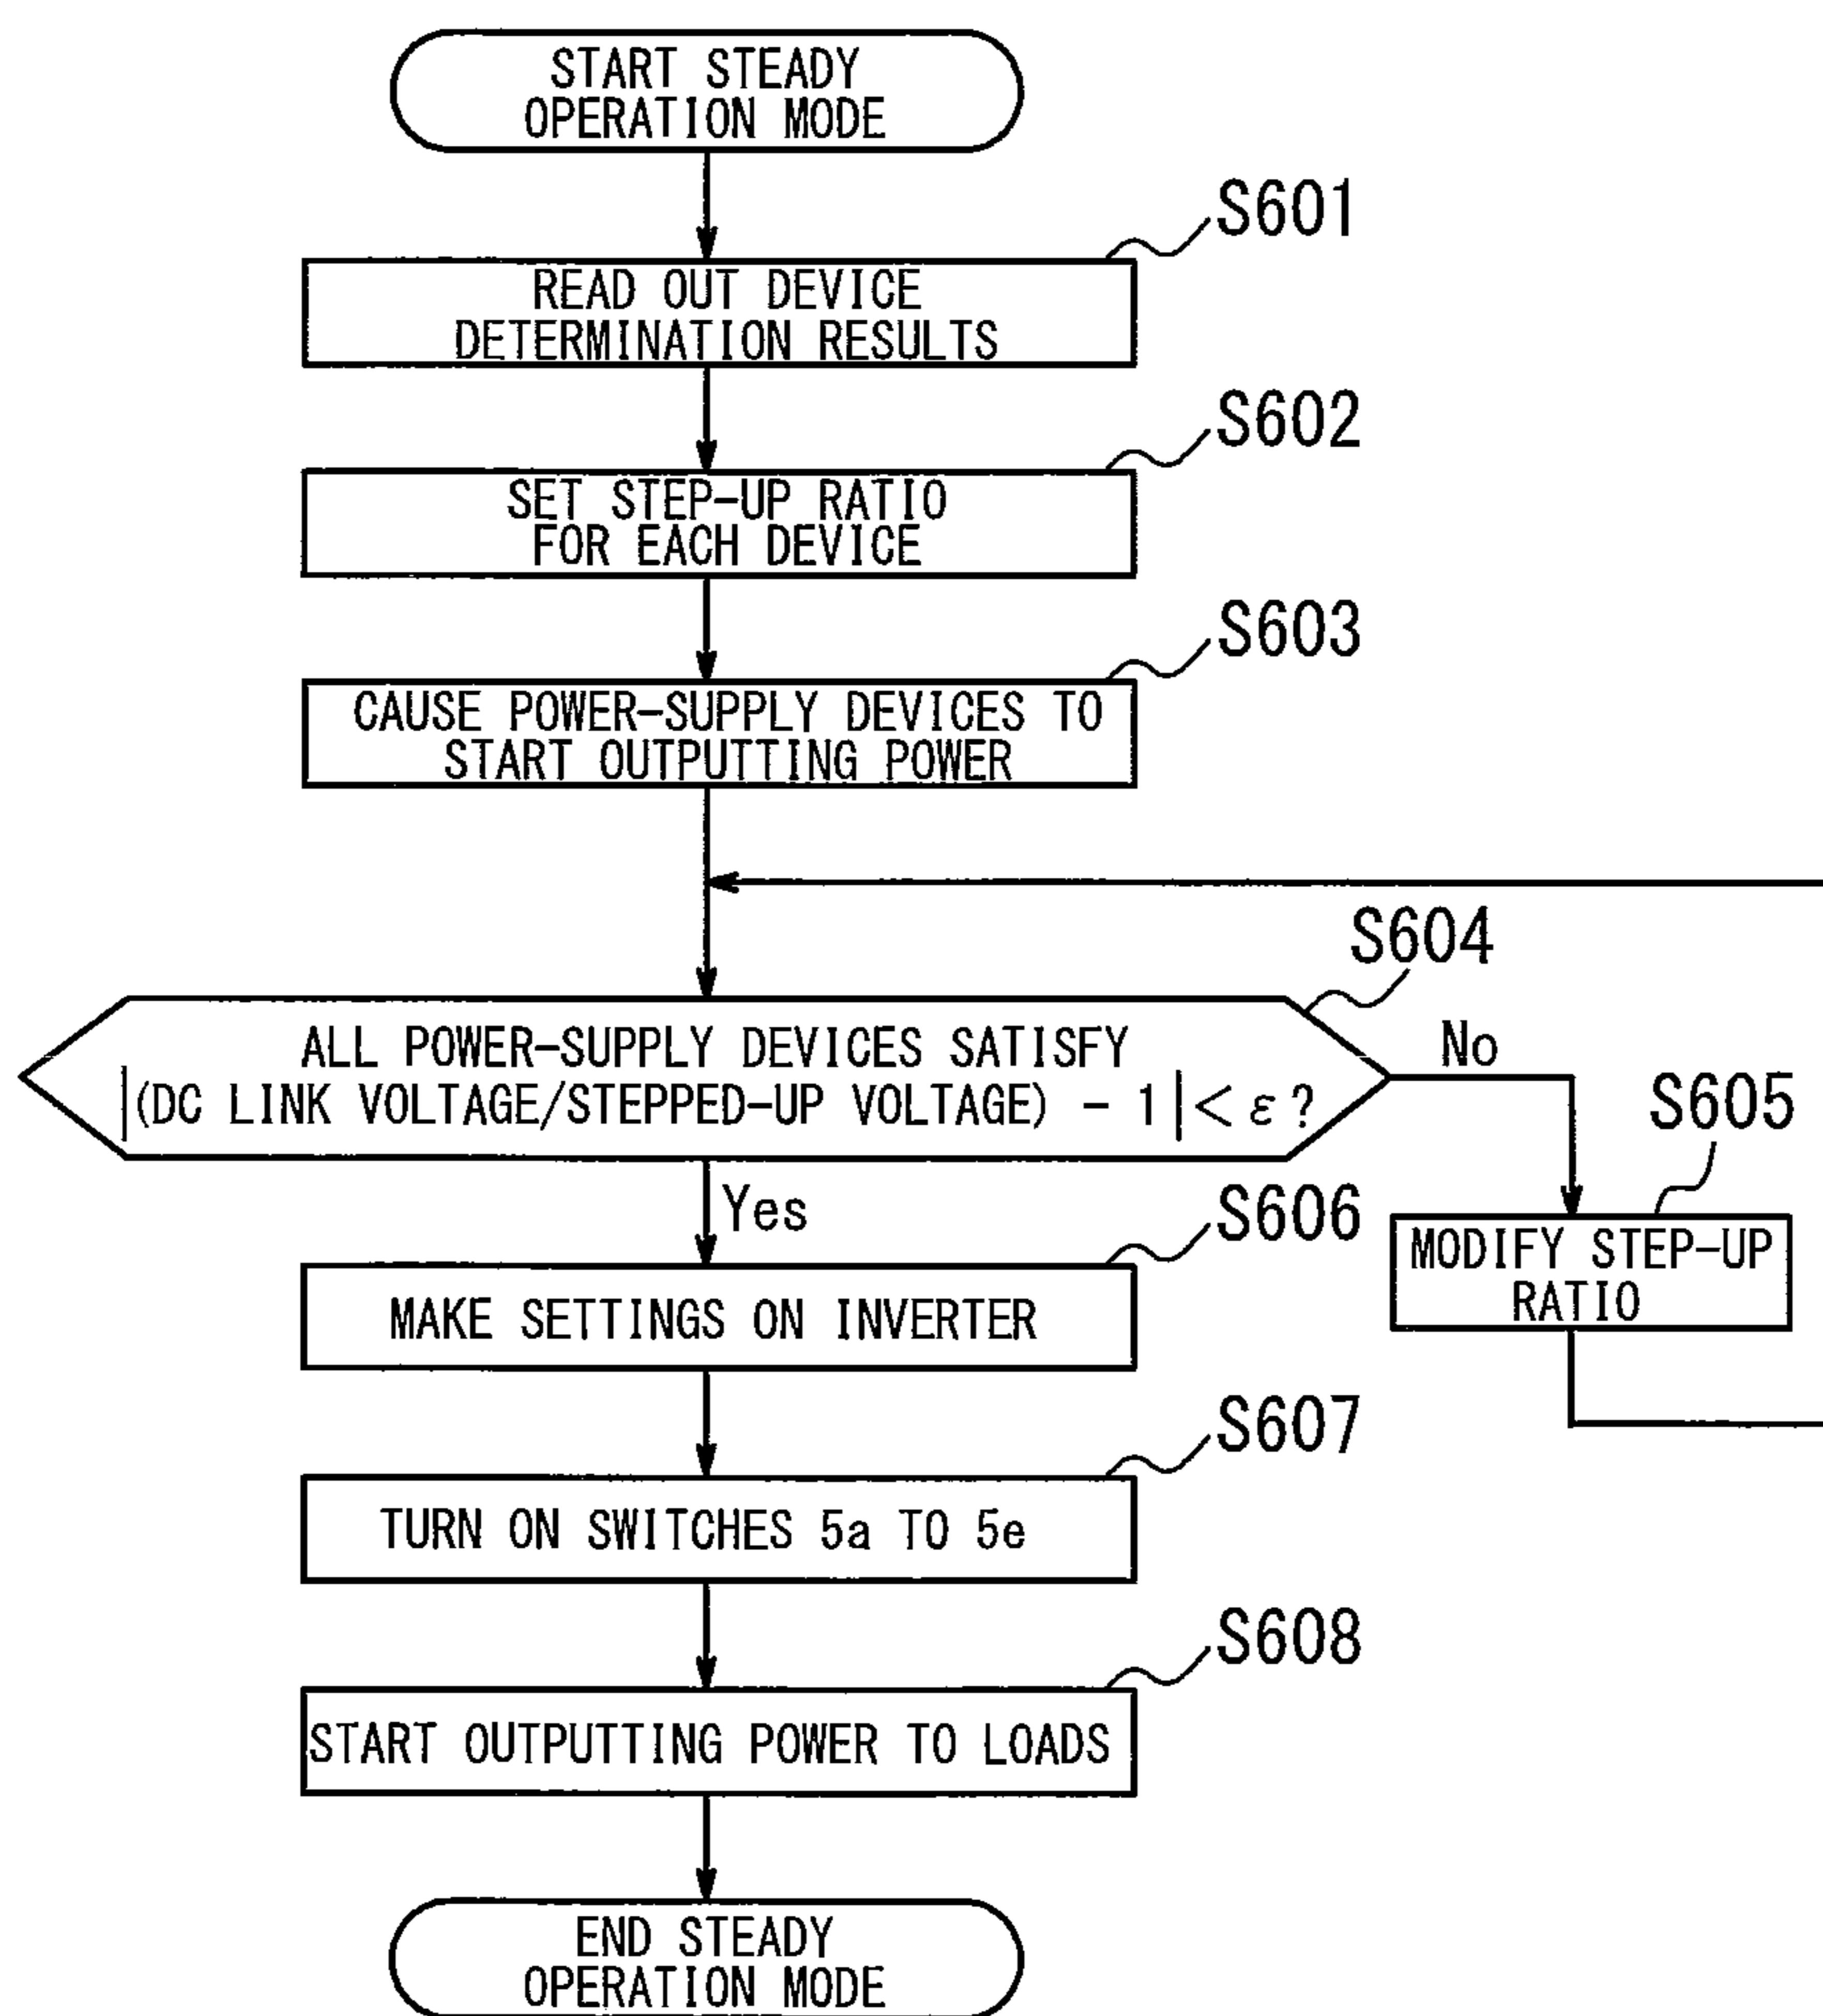 START STEADY
OPERATION MODE
S601
READ OUT DEVICE
DETERMINATION RESULTS
S602
SET STEP-UP RATIO
FOR EACH DEVICE
S603
CAUSE POWER-SUPPLY DEVICES TO
START OUTPUTTING POWER
S604
ALL POWER-SUPPLY DEVICES SATISFY
|(DC LINK VOLTAGE/STEPPED-UP VOLTAGE) - 1|< ε?
No
S605
MODIFY STEP-UP
RATIO
Yes
S606
MAKE SETTINGS ON INVERTER
S607
TURN ON SWITCHES 5a TO 5e
S608
START OUTPUTTING POWER TO LOADS
END STEADY
OPERATION MODE